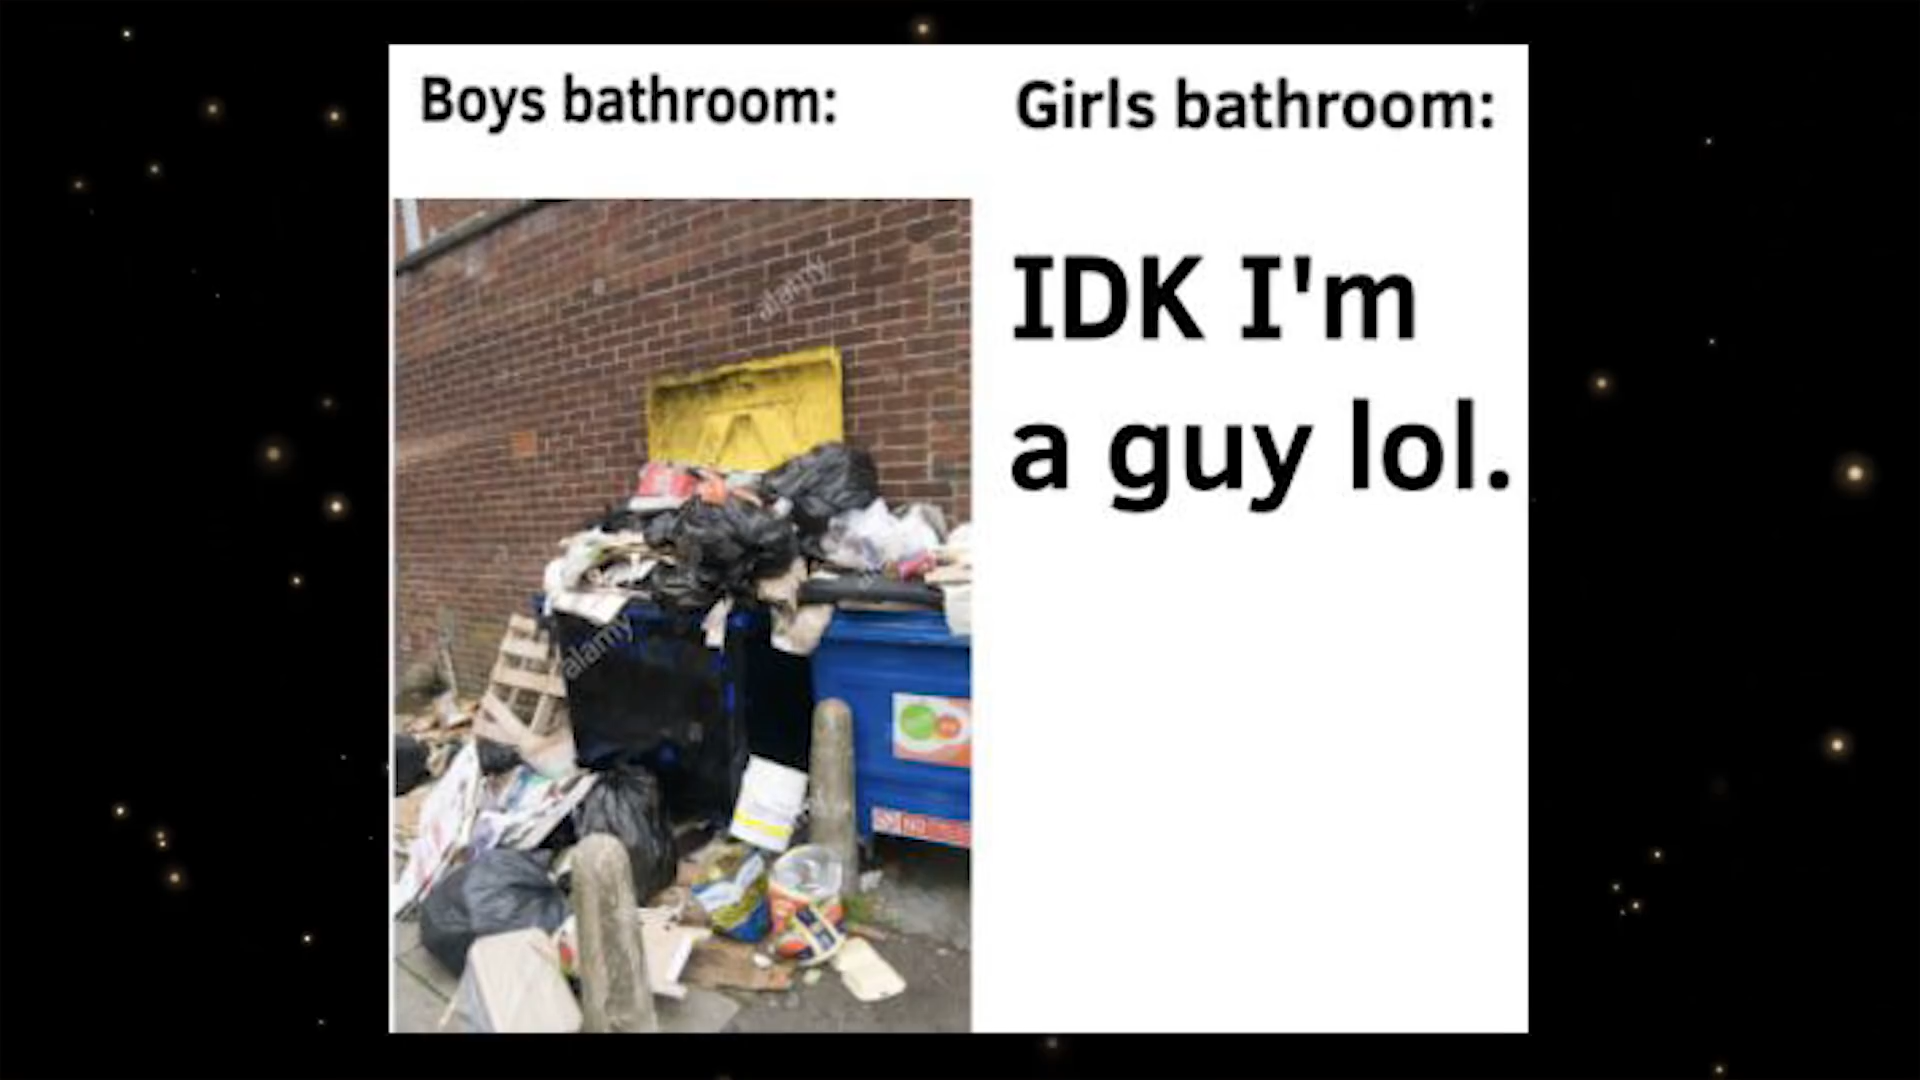 Boys bathroom:
Girls bathroom:
IDK I'm
a guy lol.
alamy
alamy